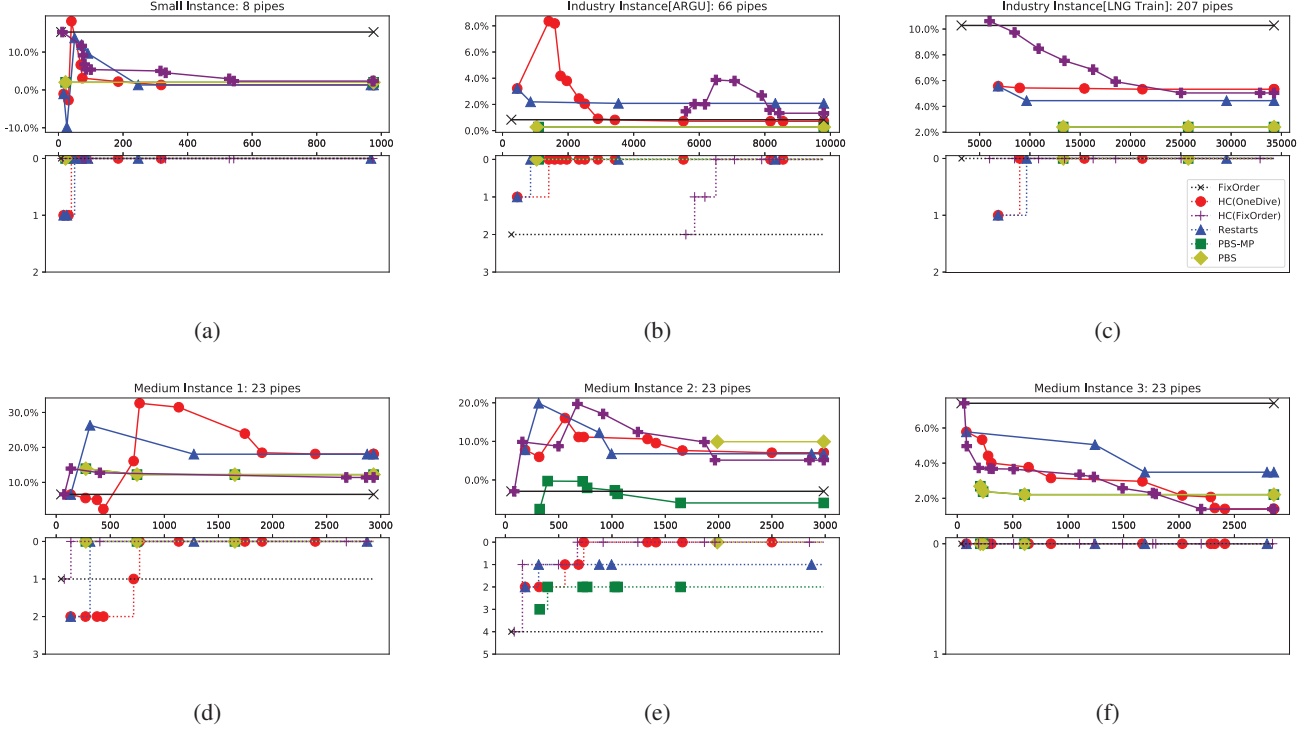 Small Instance: 8 pipes
Industry Instance[ARGU]: 66 pipes
Industry Instance[LNG Train]: 207 pipes
10.0%
0.0%
-10.0%
0 200 400 600 800 1000
0
1
2
8.0%
6.0%
4.0%
2.0%
0.0%
0 2000 4000 6000 8000 10000
0
1
2
3
10.0%
8.0%
6.0%
4.0%
2.0%
5000 10000 15000 20000 25000 30000 35000
0
1
2
FixOrder
HC(OneDive)
HC(FixOrder)
Restarts
PBS-MP
PBS
(a)
(b)
(c)
Medium Instance 1: 23 pipes
Medium Instance 2: 23 pipes
Medium Instance 3: 23 pipes
30.0%
20.0%
10.0%
0 500 1000 1500 2000 2500 3000
0
1
2
3
20.0%
10.0%
0.0%
0 500 1000 1500 2000 2500 3000
0
1
2
3
4
5
6.0%
4.0%
2.0%
0 500 1000 1500 2000 2500
0
1
(d)
(e)
(f)